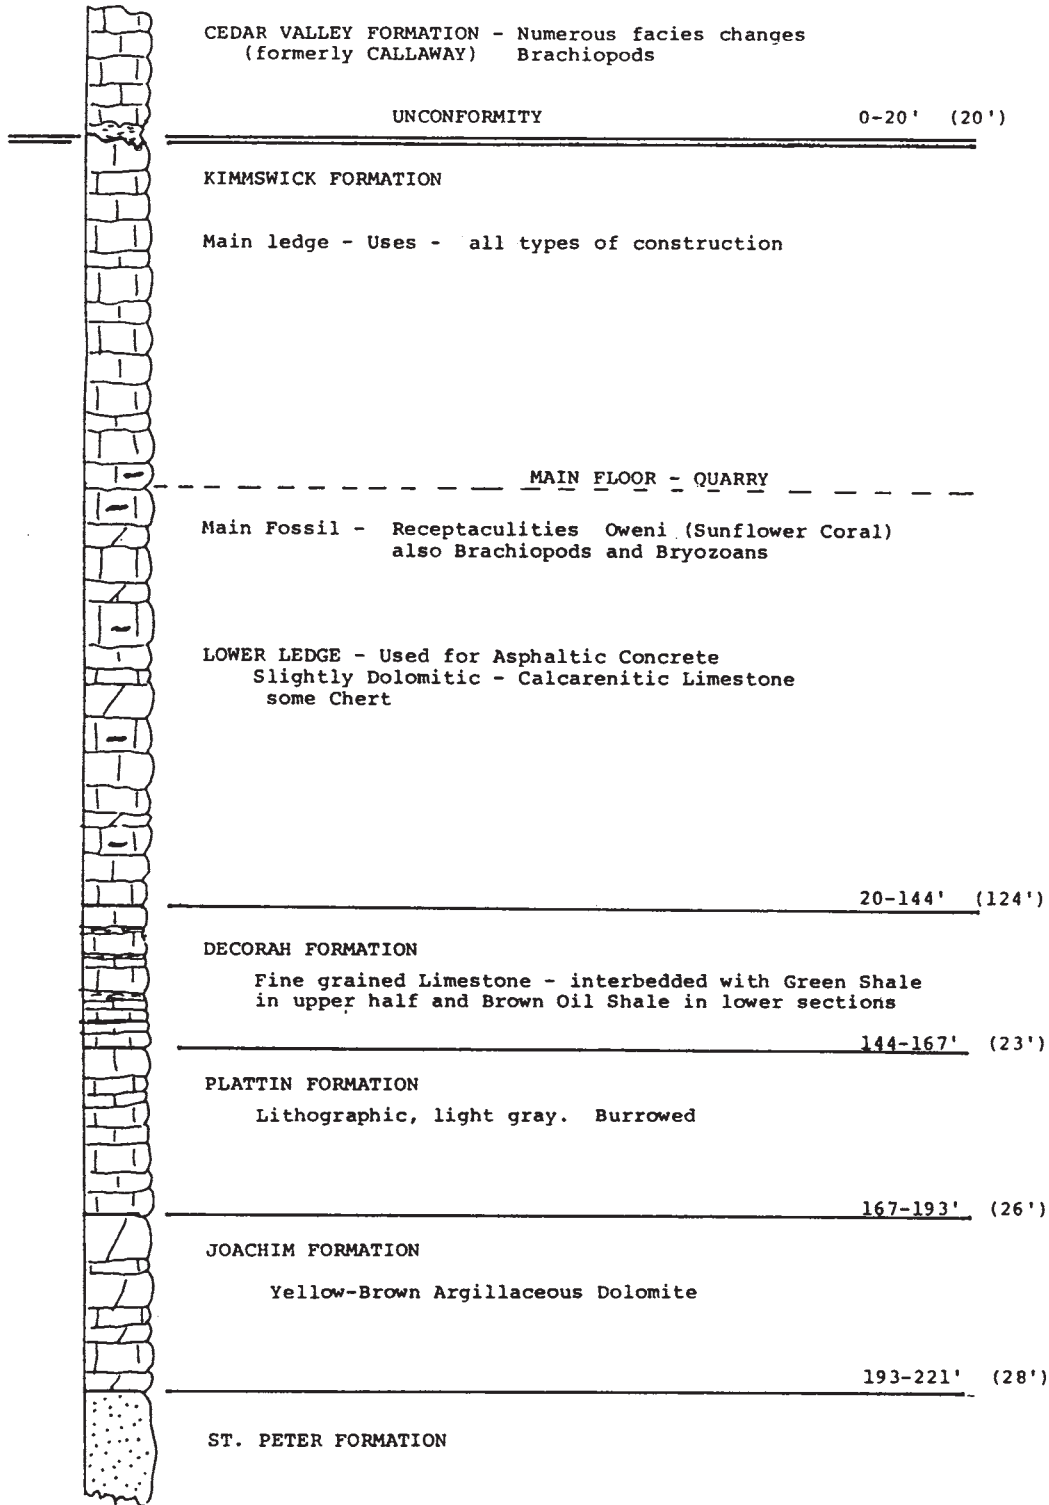 CEDAR VALLEY FORMATION - Numerous facies changes
(formerly CALLAWAY) Brachiopods
UNCONFORMITY 0-20' (20')
KIMMSWICK FORMATION
Main ledge - Uses - all types of construction
MAIN FLOOR - QUARRY
Main Fossil - Receptaculities Oweni (Sunflower Coral)
also Brachiopods and Bryozoans
LOWER LEDGE - Used for Asphaltic Concrete
Slightly Dolomitic - Calcarenitic Limestone
some Chert
20-144' (124')
DECORAH FORMATION
Fine grained Limestone - interbedded with Green Shale
in upper half and Brown Oil Shale in lower sections
144-167' (23')
PLATTIN FORMATION
Lithographic, light gray. Burrowed
167-193' (26')
JOACHIM FORMATION
Yellow-Brown Argillaceous Dolomite
193-221' (28')
ST. PETER FORMATION